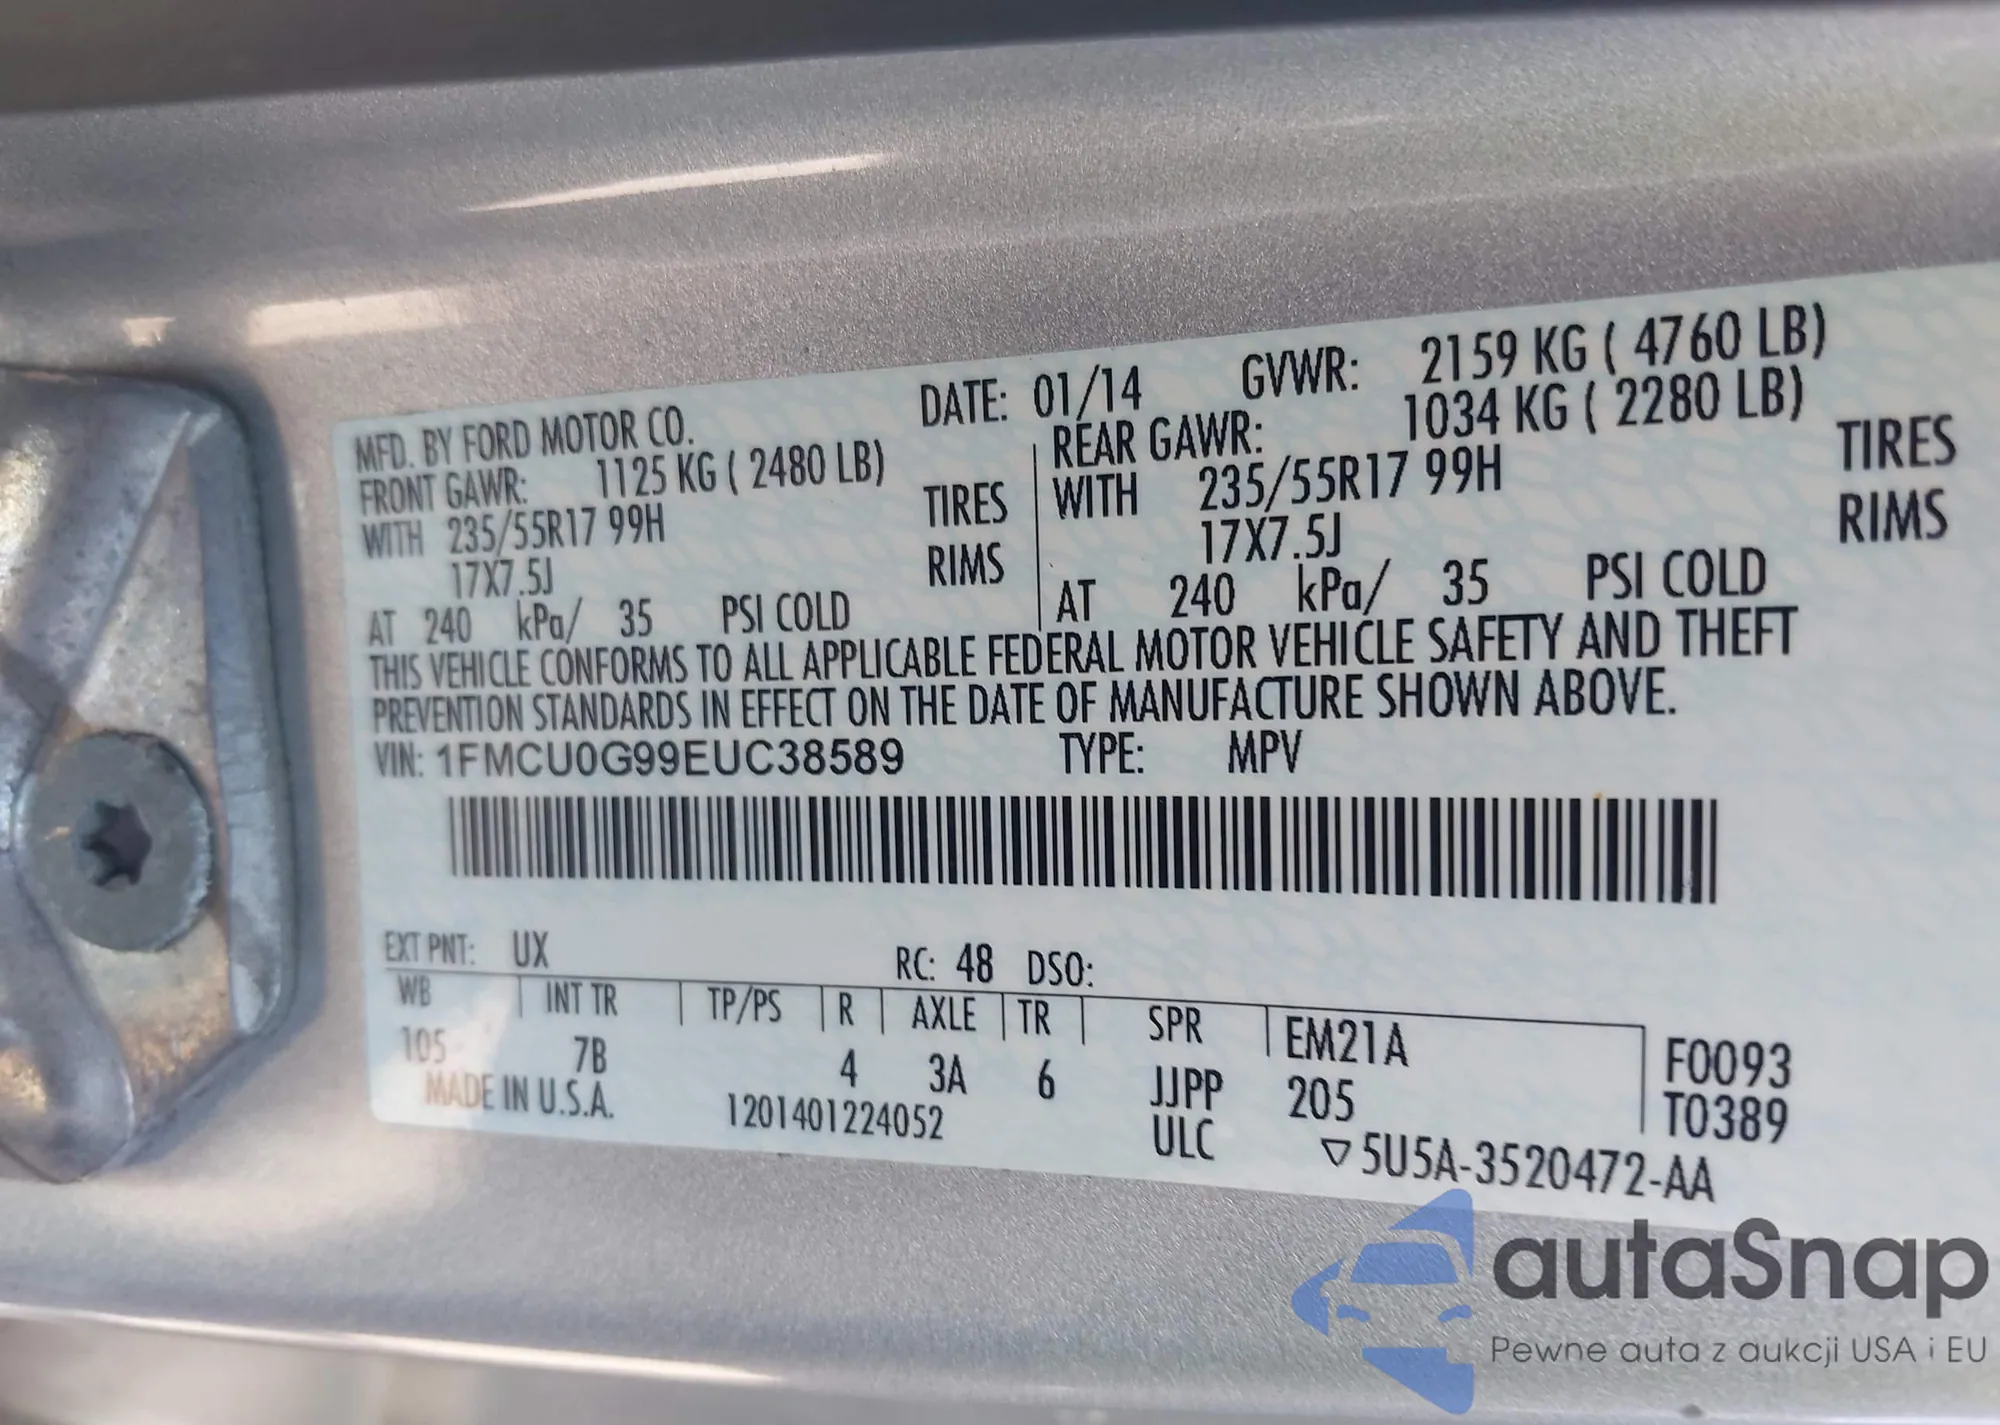 MFD. BY FORD MOTOR CO. DATE: 01/14 GVWR: 2159 KG ( 4760 LB)
FRONT GAWR: 1125 KG ( 2480 LB) REAR GAWR: 1034 KG ( 2280 LB)
WITH 235/55R17 99H TIRES WITH 235/55R17 99H TIRES
17X7.5J RIMS 17X7.5J RIMS
AT 240 kPa/ 35 PSI COLD AT 240 kPa/ 35 PSI COLD
THIS VEHICLE CONFORMS TO ALL APPLICABLE FEDERAL MOTOR VEHICLE SAFETY AND THEFT
PREVENTION STANDARDS IN EFFECT ON THE DATE OF MANUFACTURE SHOWN ABOVE.
VIN: 1FMCU0G99EUC38589 TYPE: MPV
EXT PNT: UX RC: 48 DSO:
WB INT TR TP/PS R AXLE TR SPR EM21A F0093
105 7B 4 3A 6 JJPP 205 T0389
MADE IN U.S.A. 1201401224052 ULC ▽5U5A-3520472-AA
autaSnap
Pewne auta z aukcji USA i EU